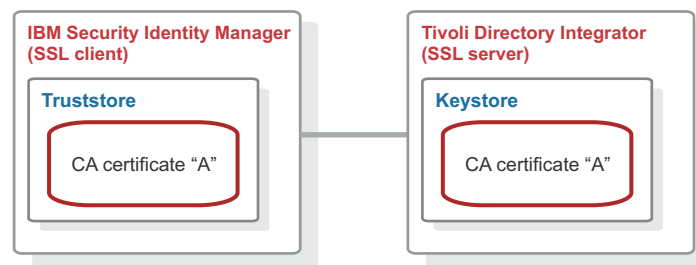 IBM Security Identity Manager
(SSL client)
Truststore
CA certificate “A”
Tivoli Directory Integrator
(SSL server)
Keystore
CA certificate “A”